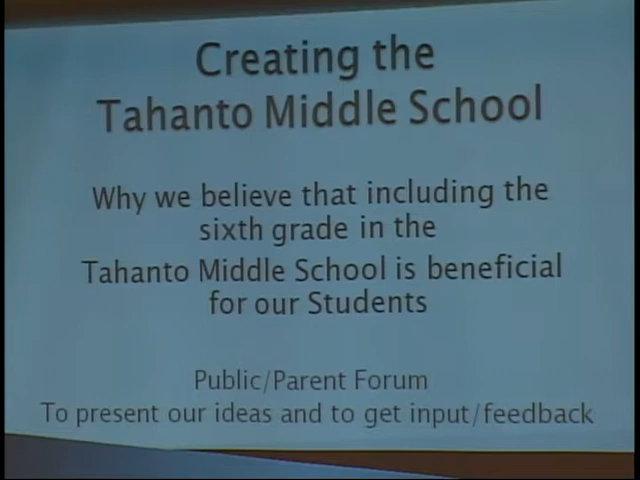 Creating the
Tahanto Middle School
Why we believe that including the
sixth grade in the
Tahanto Middle School is beneficial
for our Students
Public/Parent Forum
To present our ideas and to get input/feedback